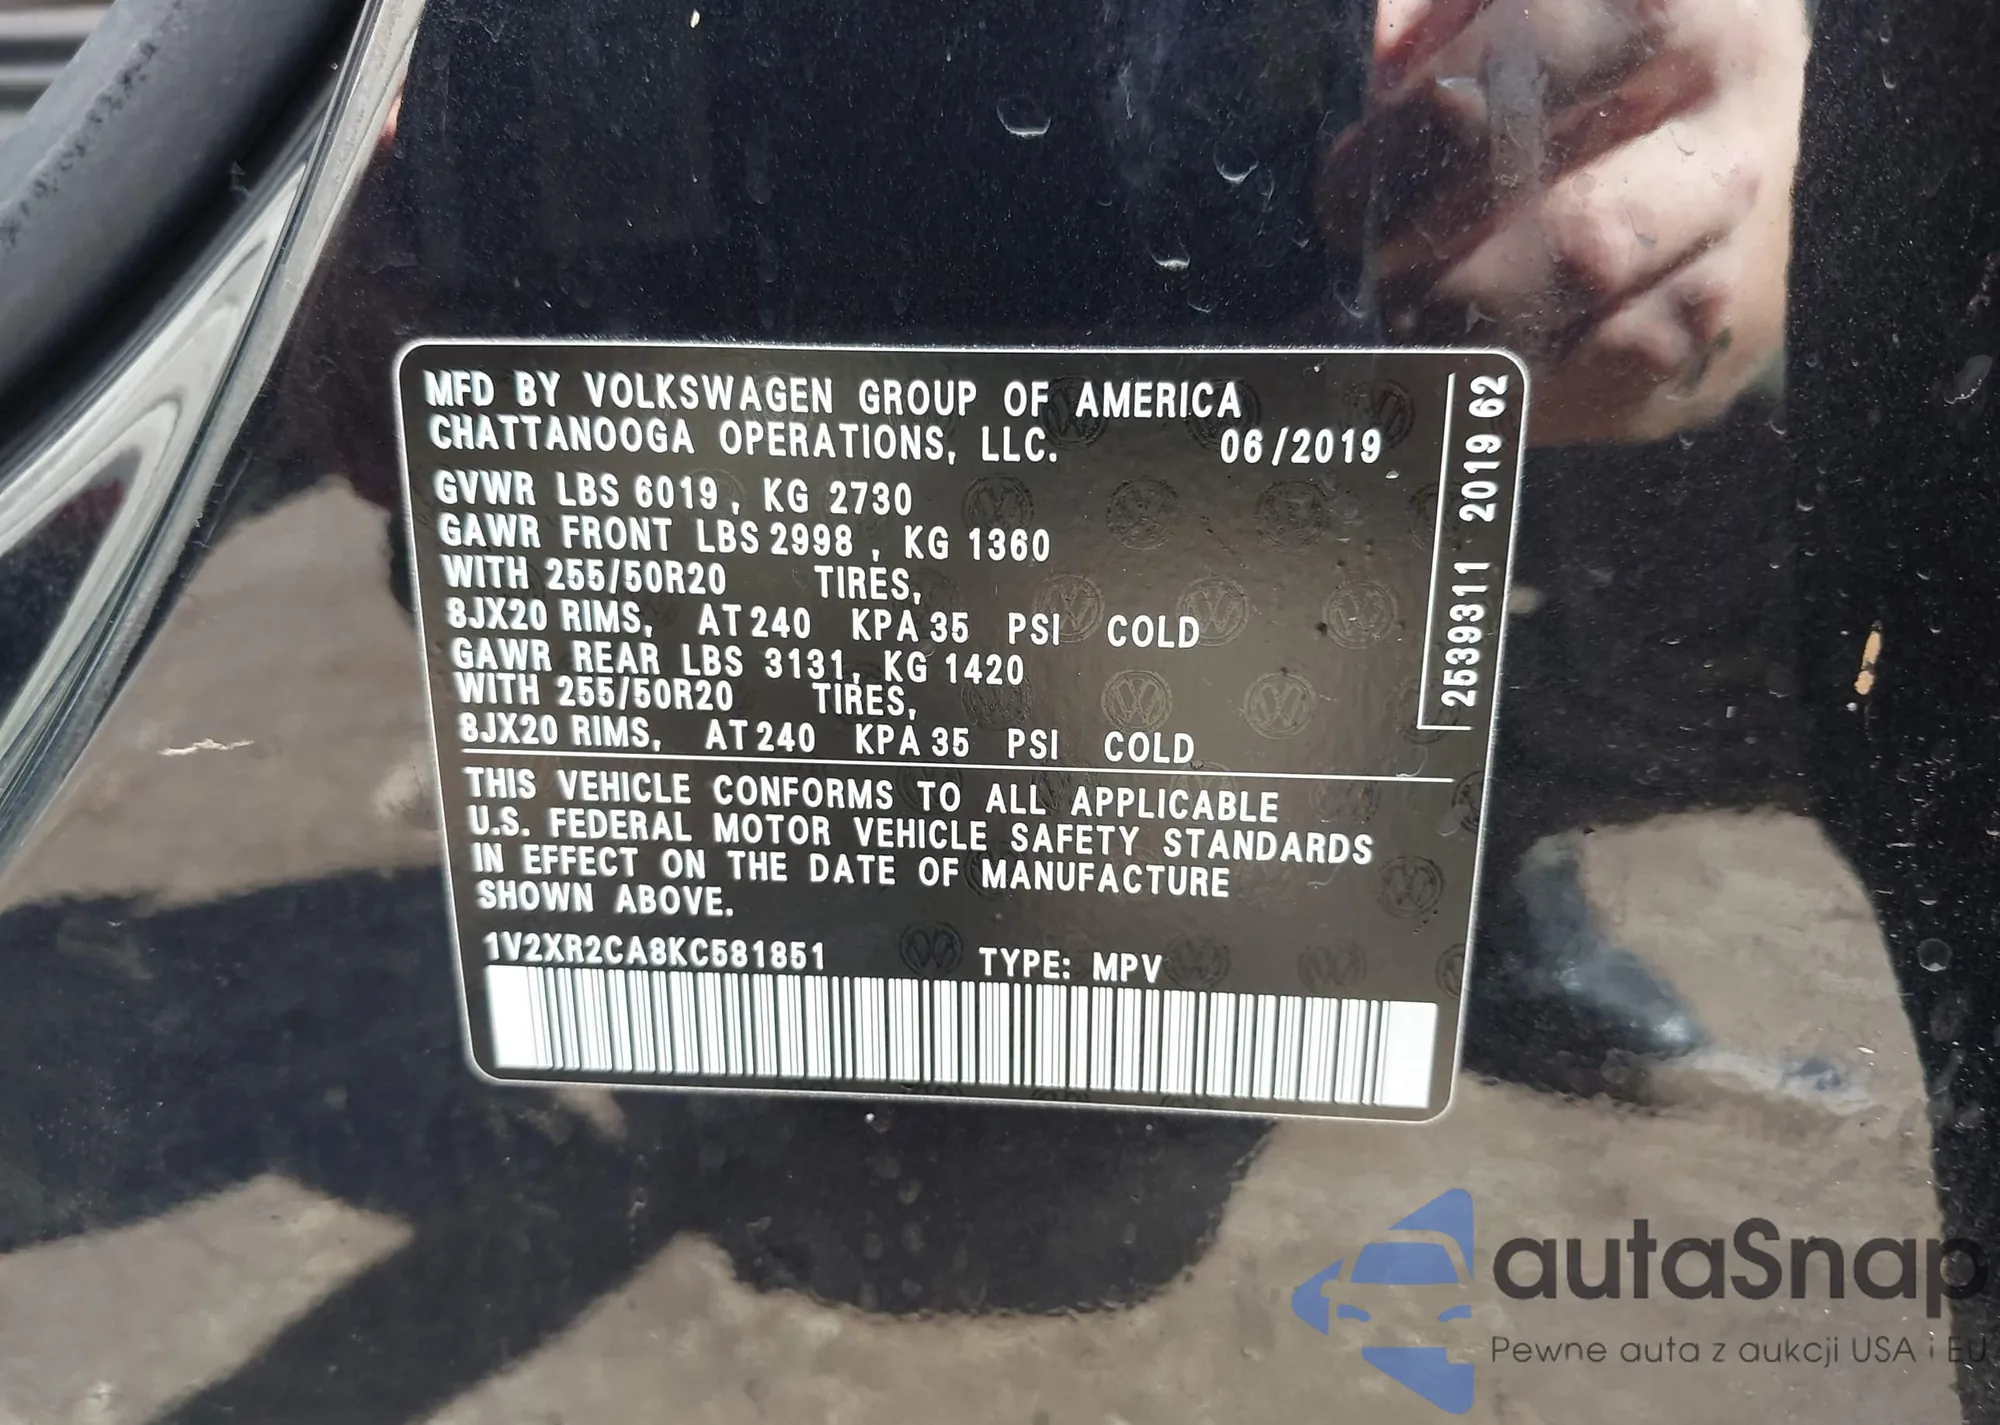 MFD BY VOLKSWAGEN GROUP OF AMERICA
CHATTANOOGA OPERATIONS, LLC. 06/2019
GVWR LBS 6019, KG 2730
GAWR FRONT LBS 2998, KG 1360
WITH 255/50R20 TIRES,
8JX20 RIMS, AT 240 KPA 35 PSI COLD
GAWR REAR LBS 3131, KG 1420
WITH 255/50R20 TIRES,
8JX20 RIMS, AT 240 KPA 35 PSI COLD
THIS VEHICLE CONFORMS TO ALL APPLICABLE
U.S. FEDERAL MOTOR VEHICLE SAFETY STANDARDS
IN EFFECT ON THE DATE OF MANUFACTURE
SHOWN ABOVE.
1V2XR2CA8KC581851 TYPE: MPV
2539311 2019 62
autaSnap
Pewne auta z aukcji USA i EU